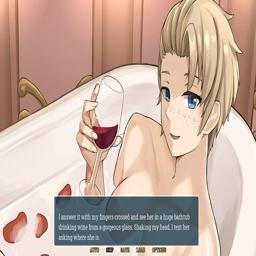 I answer it with my fingers crossed and see her in a huge bathtub
drinking wine from a gorgeous glass. Shaking my head, I text her
asking where she is.
AUTO SKIP SAVE LOAD OPTIONS